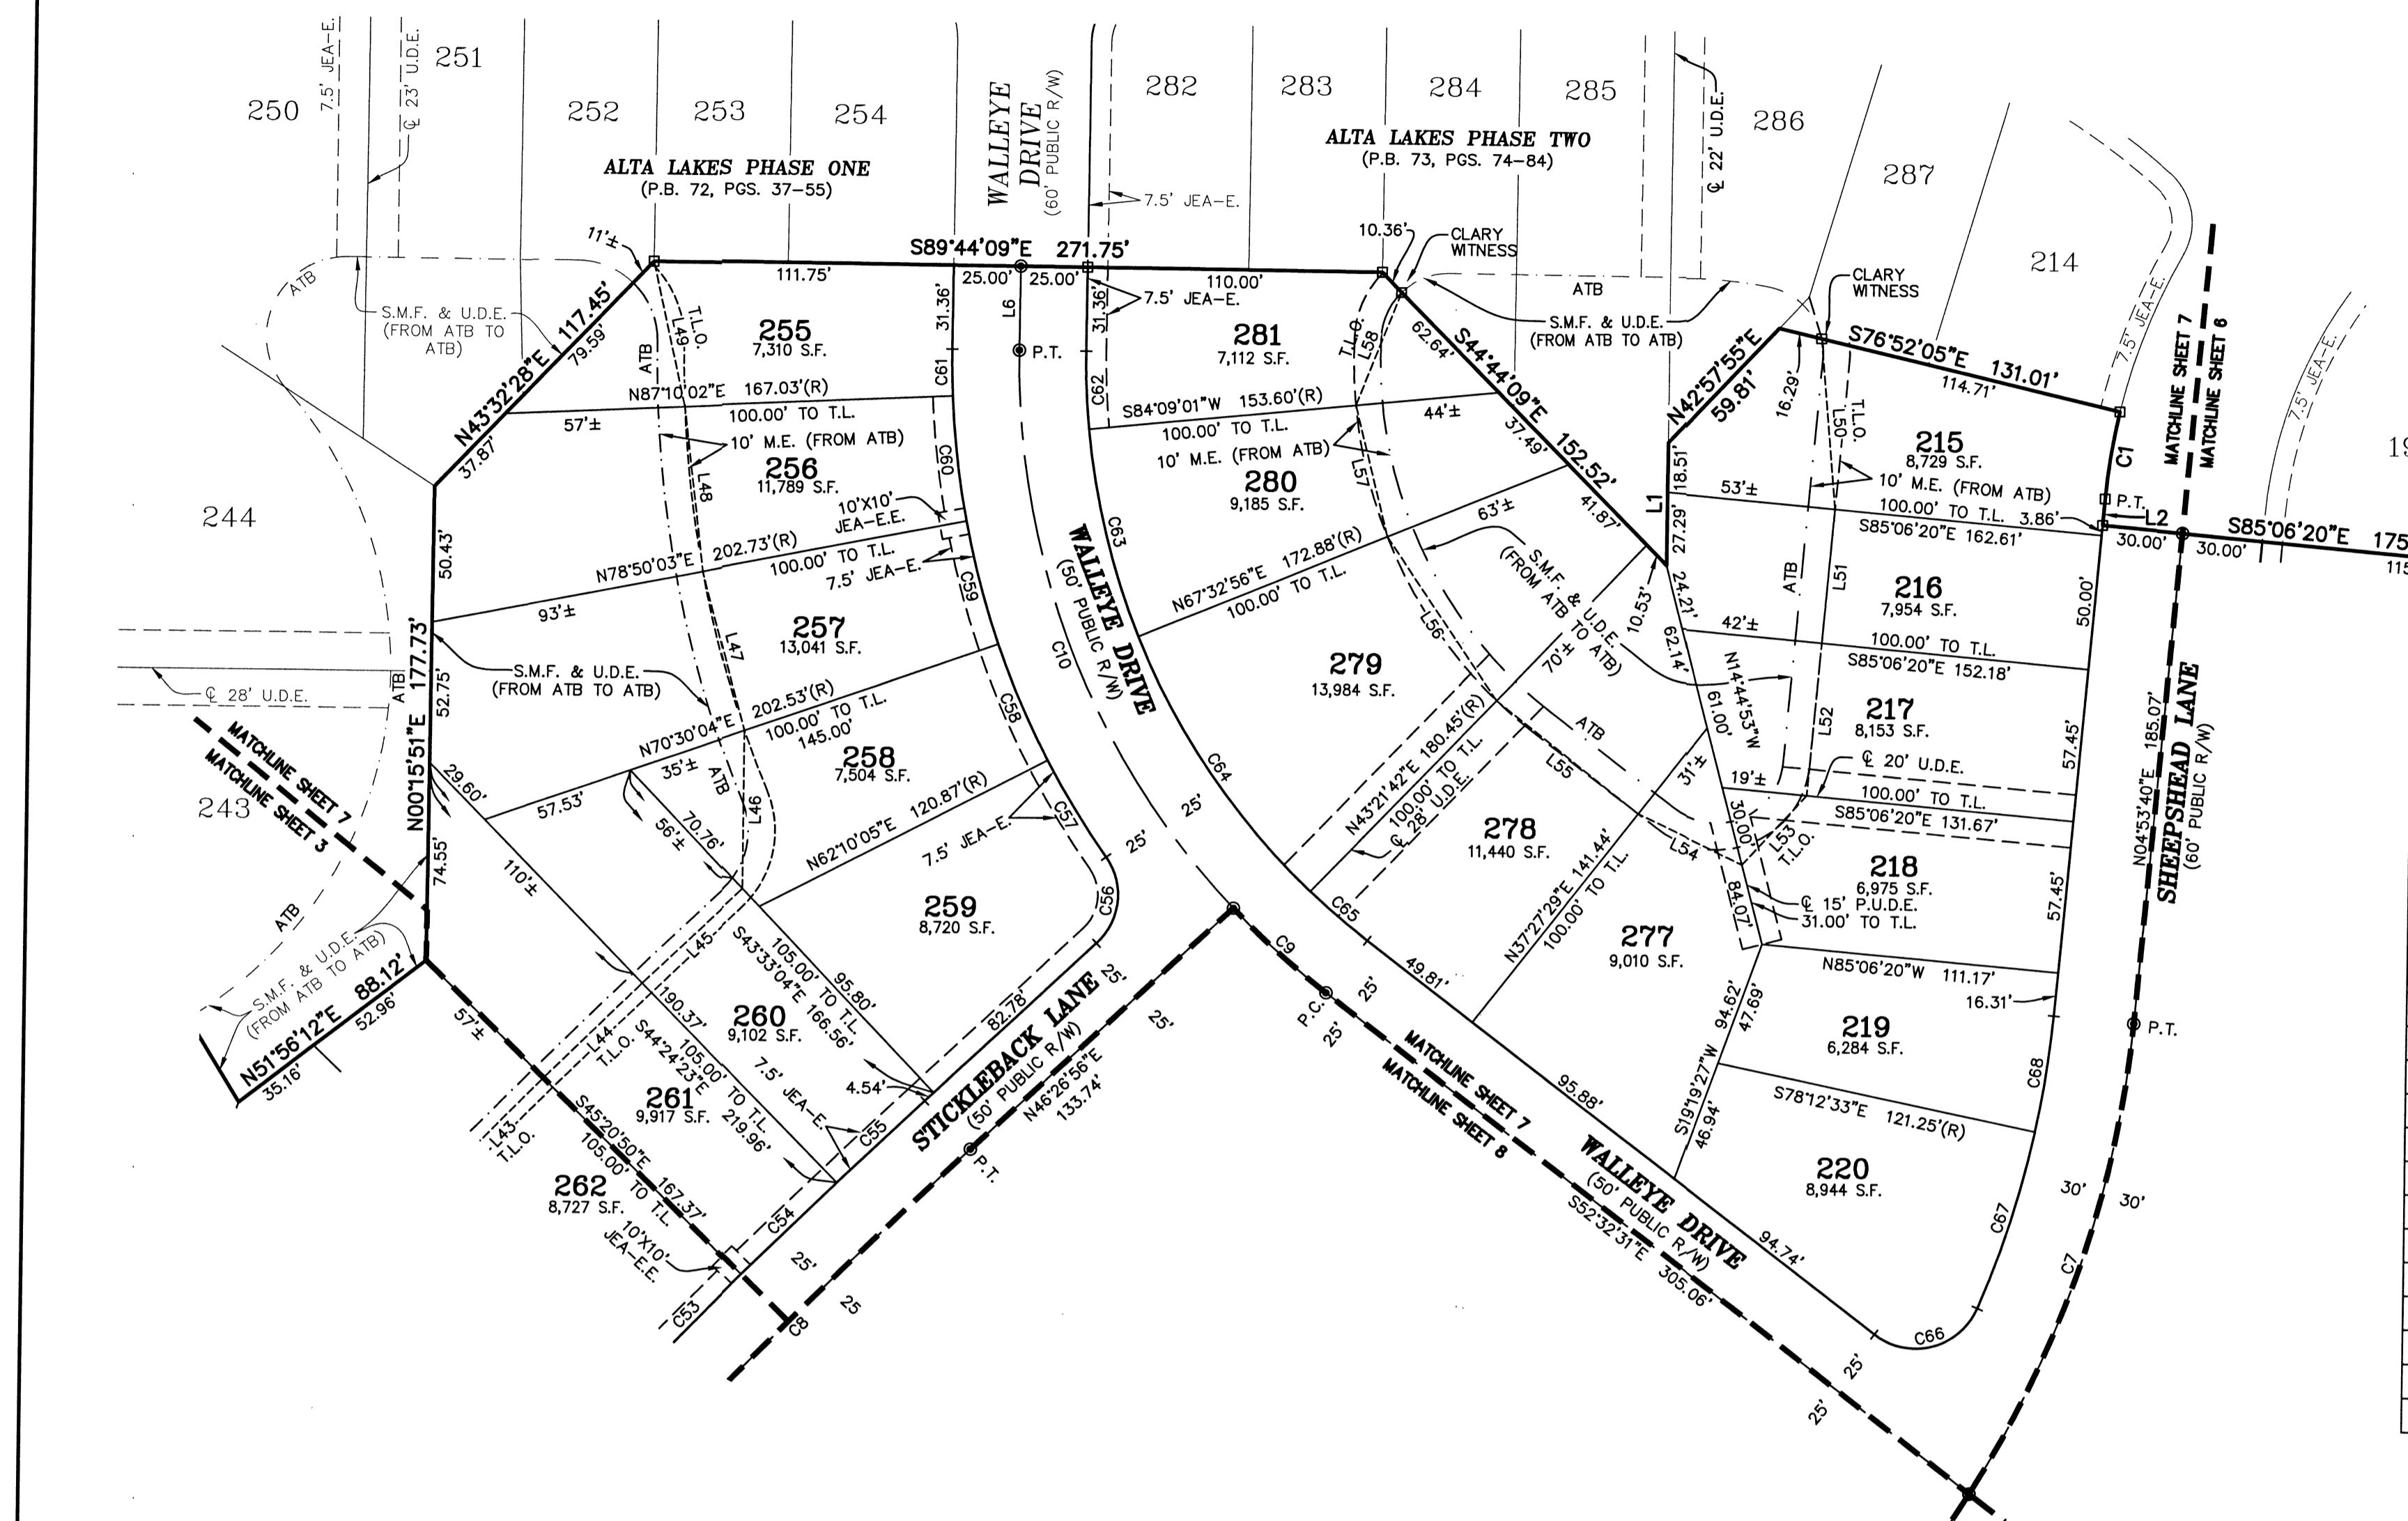 250
7.5' JEA-E.
℄ 23' U.D.E.
251
252
253
254
ALTA LAKES PHASE ONE
(P.B. 72, PGS. 37-55)
WALLEYE
DRIVE
(60' PUBLIC R/W)
7.5' JEA-E.
282
283
284
285
ALTA LAKES PHASE TWO
(P.B. 73, PGS. 74-84)
℄ 22' U.D.E.
286
287
214
7.5' JEA-E.
MATCHLINE SHEET 7
MATCHLINE SHEET 6
7.5' JEA-E.
19
ATB
S.M.F. & U.D.E.
(FROM ATB TO
ATB)
11'±
N43°32'28"E 117.45'
79.59'
37.87'
S89°44'09"E 271.75'
111.75'
25.00'
25.00'
110.00'
10.36'
CLARY
WITNESS
ATB
S.M.F. & U.D.E.
(FROM ATB TO ATB)
CLARY
WITNESS
S76°52'05"E 131.01'
114.71'
16.29'
N42°57'55"E
59.81'
T.L.O.
L49
ATB
255
7,310 S.F.
31.36'
L6
P.T.
31.36'
7.5' JEA-E.
C61
C62
N87°10'02"E 167.03'(R)
100.00' TO T.L.
57'±
10' M.E. (FROM ATB)
281
7,112 S.F.
T.L.O.
L58
62.64'
S44°44'09"E 152.52'
S84°09'01"W 153.60'(R)
100.00' TO T.L.
44'±
10' M.E. (FROM ATB)
37.49'
41.87'
T.L.O.
L50
215
8,729 S.F.
10' M.E. (FROM ATB)
C1
P.T.
L2
18.51'
L1
27.29'
53'±
100.00' TO T.L. 3.86'
S85°06'20"E 162.61'
30.00'
30.00'
S85°06'20"E 175
115
244
256
11,789 S.F.
L48
C60
10'X10'
JEA-E.E.
280
9,185 S.F.
L57
C63
63'±
50.43'
N78°50'03"E 202.73'(R)
100.00' TO T.L.
7.5' JEA-E.
93'±
C59
WALLEYE DRIVE
(50' PUBLIC R/W)
C10
N67°32'56"E 172.88'(R)
100.00' TO T.L.
L56
S.M.F. & U.D.E.
(FROM ATB TO ATB)
10.53'
24.21'
62.14'
ATB
L51
216
7,954 S.F.
50.00'
42'±
100.00' TO T.L.
S85°06'20"E 152.18'
257
13,041 S.F.
L47
N00°15'51"E 177.73'
52.75'
S.M.F. & U.D.E.
(FROM ATB TO ATB)
ATB
℄ 28' U.D.E.
MATCHLINE SHEET 7
MATCHLINE SHEET 3
243
ATB
N70°30'04"E 202.53'(R)
100.00' TO T.L.
145.00'
35'±
57.53'
C58
258
7,504 S.F.
279
13,984 S.F.
70'±
N43°21'42"E 180.45'(R)
100.00' TO T.L.
℄ 28' U.D.E.
ATB
L55
61.00'
N14°44'53"W
217
8,153 S.F.
L52
57.45'
℄ 20' U.D.E.
19'±
100.00' TO T.L.
S85°06'20"E 131.67'
N04°53'40"E 185.07'
SHEEPSHEAD LANE
(60' PUBLIC R/W)
29.60'
74.55'
ATB
L46
70.76'
56'±
110'±
N62°10'05"E 120.87'(R)
7.5' JEA-E.
C57
25'
25'
C64
278
11,440 S.F.
31'±
L54
30.00'
L53
T.L.O.
218
6,975 S.F.
℄ 15' P.U.D.E.
31.00' TO T.L.
84.07'
57.45'
259
8,720 S.F.
C56
L45
105.00' TO T.L.
S43°33'04"E 166.56'
95.80'
82.78'
25'
25'
C9
P.C.
25'
25'
C65
49.81'
N37°27'29"E 141.44'
100.00' TO T.L.
277
9,010 S.F.
N85°06'20"W 111.17'
16.31'
P.T.
S.M.F. & U.D.E.
(FROM ATB TO ATB)
N51°56'12"E 88.12'
52.96'
35.16'
57'±
L44
T.L.O.
190.37'
260
9,102 S.F.
105.00' TO T.L.
S44°24'23"E 219.96'
7.5' JEA-E.
4.54'
STICKLEBACK LANE
(50' PUBLIC R/W)
N46°26'56"E
133.74'
P.T.
MATCHLINE SHEET 7
MATCHLINE SHEET 8
95.88'
94.62'
47.69'
S19°19'27"W
46.94'
219
6,284 S.F.
S78°12'33"E 121.25'(R)
C68
L43
T.L.O.
261
9,917 S.F.
C55
S45°20'50"E 167.37'
105.00' TO T.L.
262
8,727 S.F.
10'X10'
JEA-E.E.
C54
C53
25'
25
C8
WALLEYE DRIVE
(50' PUBLIC R/W)
S52°32'31"E 305.06'
94.74'
220
8,944 S.F.
C67
30'
30'
C7
C66
25'
25'